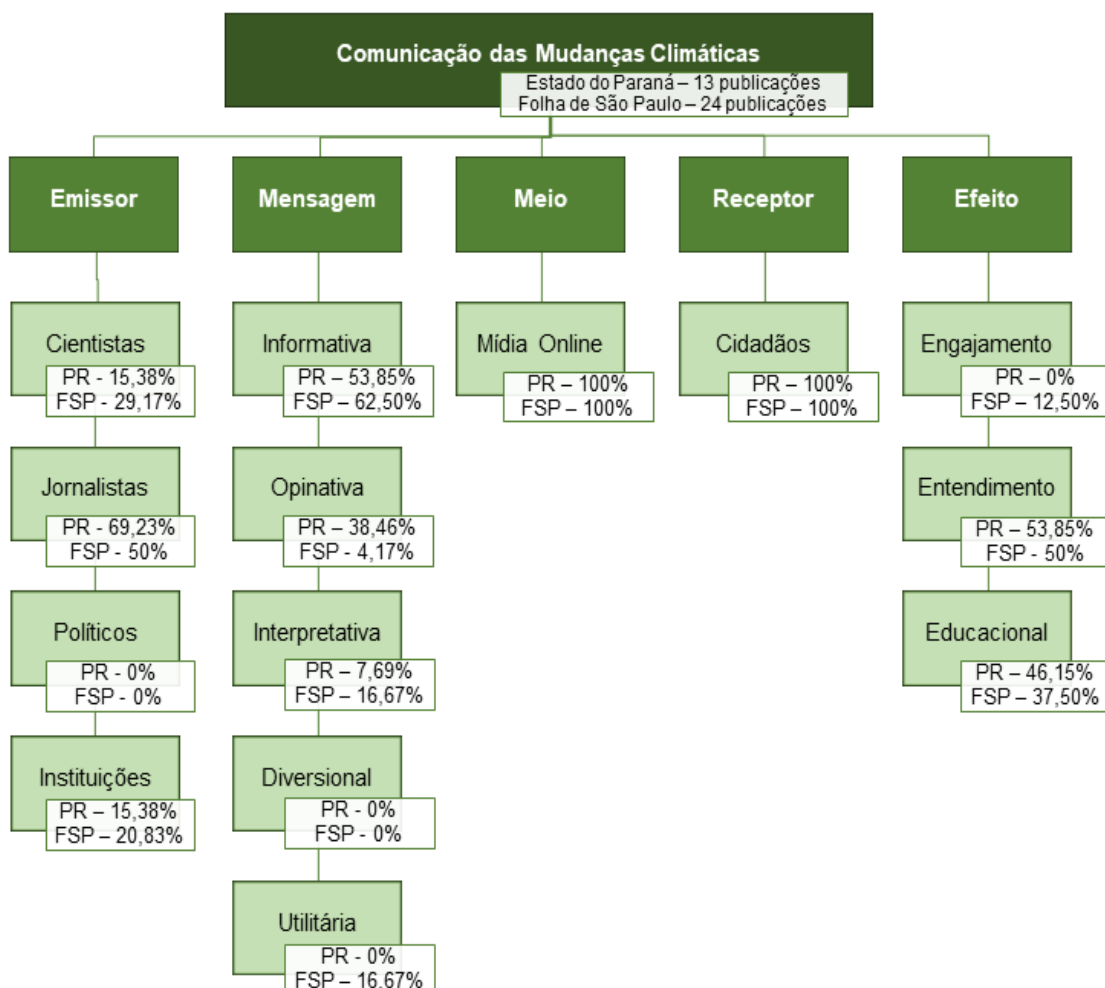 Comunicação das Mudanças Climáticas
Estado do Paraná – 13 publicações
Folha de São Paulo – 24 publicações
Emissor
Mensagem
Meio
Receptor
Efeito
Cientistas
PR - 15,38%
FSP - 29,17%
Informativa
PR – 53,85%
FSP – 62,50%
Mídia Online
PR – 100%
FSP – 100%
Cidadãos
PR – 100%
FSP – 100%
Engajamento
PR – 0%
FSP – 12,50%
Jornalistas
PR - 69,23%
FSP - 50%
Opinativa
PR – 38,46%
FSP - 4,17%
Entendimento
PR – 53,85%
FSP - 50%
Políticos
PR - 0%
FSP - 0%
Interpretativa
PR – 7,69%
FSP – 16,67%
Educacional
PR – 46,15%
FSP – 37,50%
Instituições
PR – 15,38%
FSP – 20,83%
Diversional
PR - 0%
FSP - 0%
Utilitária
PR - 0%
FSP – 16,67%